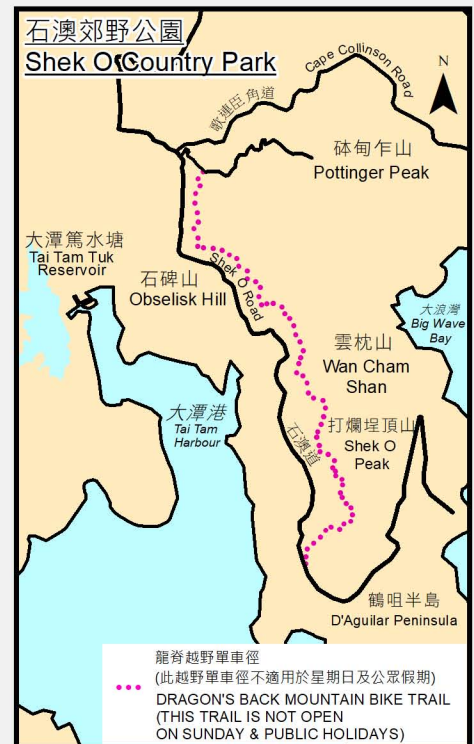 石澳郊野公園
Shek O Country Park
N
Cape Collinson Road
歌連臣角道
砵甸乍山
Pottinger Peak
大潭篤水塘
Tai Tam Tuk
Reservoir
石碑山
Obselisk Hill
Shek O Road
大浪灣
Big Wave
Bay
雲枕山
Wan Cham
Shan
大潭港
Tai Tam
Harbour
石澳道
打爛埕頂山
Shek O
Peak
鶴咀半島
D'Aguilar Peninsula
龍脊越野單車徑
(此越野單車徑不適用於星期日及公眾假期)
DRAGON'S BACK MOUNTAIN BIKE TRAIL
(THIS TRAIL IS NOT OPEN
ON SUNDAY & PUBLIC HOLIDAYS)